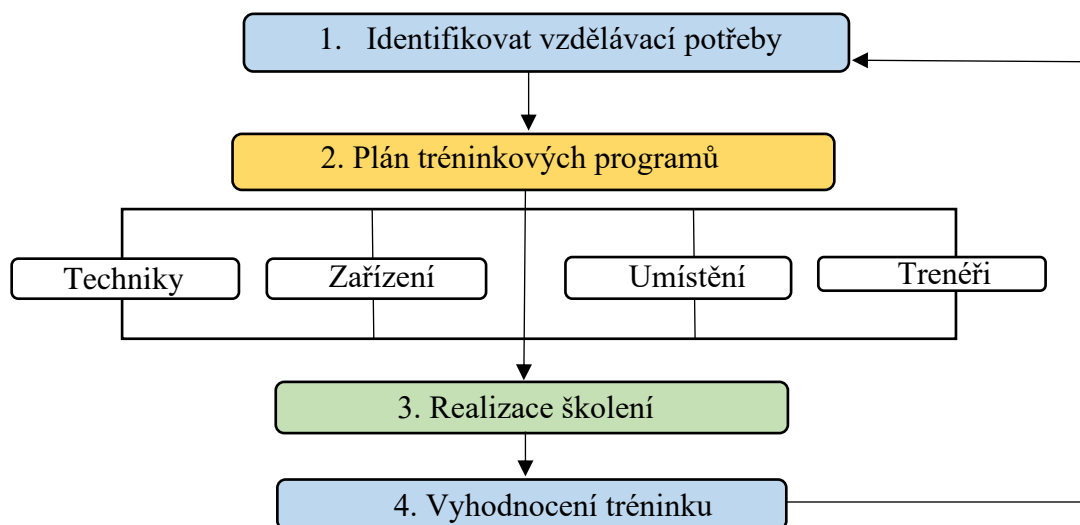 1. Identifikovat vzdělávací potřeby
2. Plán tréninkových programů
Techniky
Zařízení
Umístění
Trenéři
3. Realizace školení
4. Vyhodnocení tréninku